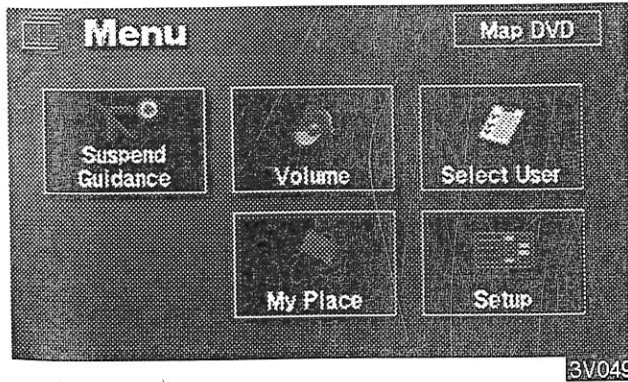 Menu
Map DVD
Suspend
Guidance
Volume
Select User
My Place
Setup
3V049